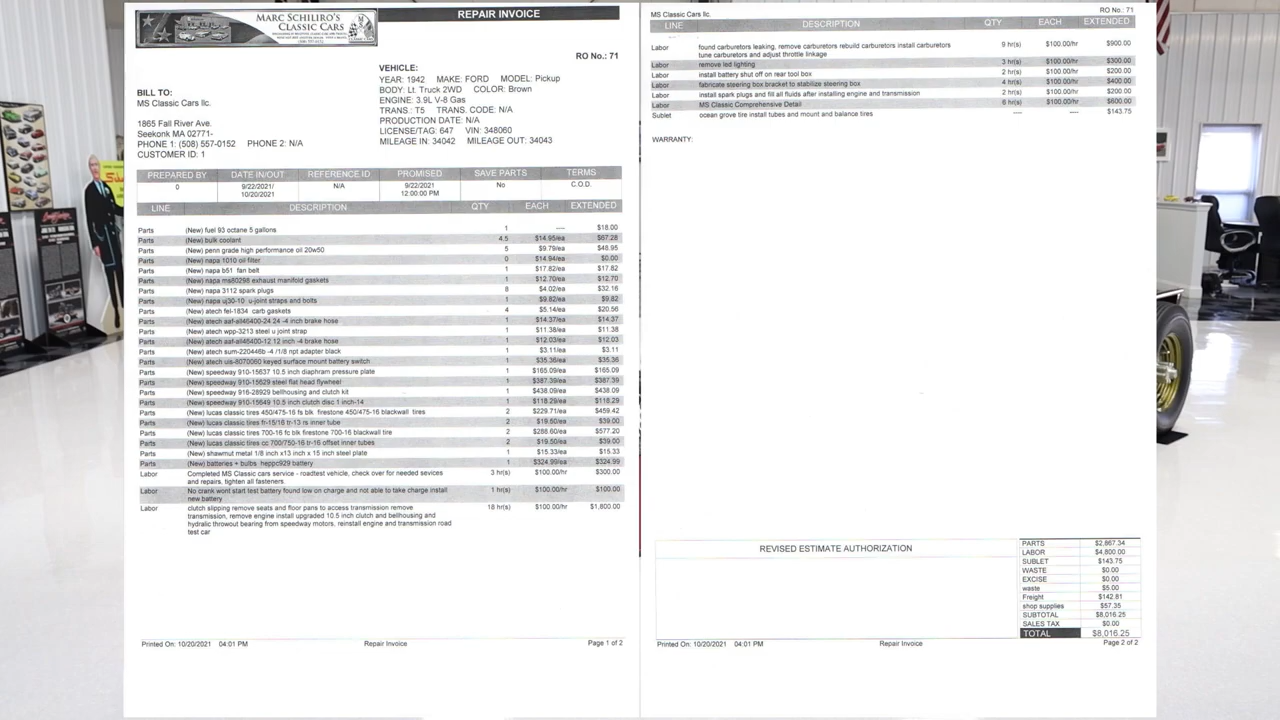 MARC SCHILIRO'S
CLASSIC CARS
REPAIR INVOICE
RO No.: 71
VEHICLE:
YEAR: 1942 MAKE: FORD MODEL: Pickup
BODY: Lt. Truck 2WD COLOR: Brown
ENGINE: 3.9L V-8 Gas
TRANS.: T5 TRANS. CODE: N/A
PRODUCTION DATE: N/A
LICENSE/TAG: 647 VIN: 348060
MILEAGE IN: 34042 MILEAGE OUT: 34043
BILL TO:
MS Classic Cars llc.
1865 Fall River Ave.
Seekonk MA 02771-
PHONE 1: (508) 557-0152 PHONE 2: N/A
CUSTOMER ID: 1
PREPARED BY DATE IN/OUT REFERENCE ID PROMISED SAVE PARTS TERMS
0 9/22/2021/ N/A 9/22/2021 No C.O.D.
10/20/2021 12:00:00 PM
LINE DESCRIPTION QTY EACH EXTENDED
Parts (New) fuel 93 octane 5 gallons 1 ---- $18.00
Parts (New) bulk coolant 4.5 $14.95/ea $67.28
Parts (New) penn grade high performance oil 20w50 5 $9.79/ea $48.95
Parts (New) napa 1010 oil filter 0 $14.94/ea $0.00
Parts (New) napa b51 fan belt 1 $17.82/ea $17.82
Parts (New) napa ms80298 exhaust manifold gaskets 1 $12.70/ea $12.70
Parts (New) napa 3112 spark plugs 8 $4.02/ea $32.16
Parts (New) napa uj30-10 u-joint straps and bolts 1 $9.82/ea $9.82
Parts (New) atech fel-1834 carb gaskets 4 $5.14/ea $20.56
Parts (New) atech aaf-all46400-24 24 -4 inch brake hose 1 $14.37/ea $14.37
Parts (New) atech wpp-3213 steel u joint strap 1 $11.38/ea $11.38
Parts (New) atech aaf-all46400-12 12 inch -4 brake hose 1 $12.03/ea $12.03
Parts (New) atech sum-220446b -4 /1/8 npt adapter black 1 $3.11/ea $3.11
Parts (New) atech uis-8070060 keyed surface mount battery switch 1 $35.36/ea $35.36
Parts (New) speedway 910-15637 10.5 inch diaphram pressure plate 1 $165.09/ea $165.09
Parts (New) speedway 910-15629 steel flat head flywheel 1 $387.39/ea $387.39
Parts (New) speedway 916-28929 bellhousing and clutch kit 1 $438.09/ea $438.09
Parts (New) speedway 910-15649 10.5 inch clutch disc 1 inch-14 1 $118.29/ea $118.29
Parts (New) lucas classic tires 450/475-16 fs blk firestone 450/475-16 blackwall tires 2 $229.71/ea $459.42
Parts (New) lucas classic tires fr-15/16 tr-13 rs inner tube 2 $19.50/ea $39.00
Parts (New) lucas classic tires 700-16 fc blk firestone 700-16 blackwall tire 2 $288.60/ea $577.20
Parts (New) lucas classic tires cc 700/750-16 tr-16 offset inner tubes 2 $19.50/ea $39.00
Parts (New) shawmut metal 1/8 inch x13 inch x 15 inch steel plate 1 $15.33/ea $15.33
Parts (New) batteries + bulbs heppc929 battery 1 $324.99/ea $324.99
Labor Completed MS Classic cars service - roadtest vehicle, check over for needed sevices 3 hr(s) $100.00/hr $300.00
and repairs, tighten all fasteners.
Labor No crank wont start test battery found low on charge and not able to take charge install 1 hr(s) $100.00/hr $100.00
new battery
Labor clutch slipping remove seats and floor pans to access transmission remove 18 hr(s) $100.00/hr $1,800.00
transmission, remove engine install upgraded 10.5 inch clutch and bellhousing and
hydralic throwout bearing from speedway motors, reinstall engine and transmission road
test car
Printed On: 10/20/2021 04:01 PM Repair Invoice Page 1 of 2
MS Classic Cars llc. RO No.: 71
LINE DESCRIPTION QTY EACH EXTENDED
Labor found carburetors leaking, remove carburetors rebuild carburetors install carburetors 9 hr(s) $100.00/hr $900.00
tune carburetors and adjust throttle linkage
Labor remove led lighting 3 hr(s) $100.00/hr $300.00
Labor install battery shut off on rear tool box 2 hr(s) $100.00/hr $200.00
Labor fabricate steering box bracket to stabilize steering box 4 hr(s) $100.00/hr $400.00
Labor install spark plugs and fill all fluids after installing engine and transmission 2 hr(s) $100.00/hr $200.00
Labor MS Classic Comprehensive Detail 6 hr(s) $100.00/hr $600.00
Sublet ocean grove tire install tubes and mount and balance tires ---- ---- $143.75
WARRANTY:
REVISED ESTIMATE AUTHORIZATION
PARTS $2,867.34
LABOR $4,800.00
SUBLET $143.75
WASTE $0.00
EXCISE $0.00
waste $5.00
Freight $142.81
shop supplies $57.35
SUBTOTAL $8,016.25
SALES TAX $0.00
TOTAL $8,016.25
Printed On: 10/20/2021 04:01 PM Repair Invoice Page 2 of 2